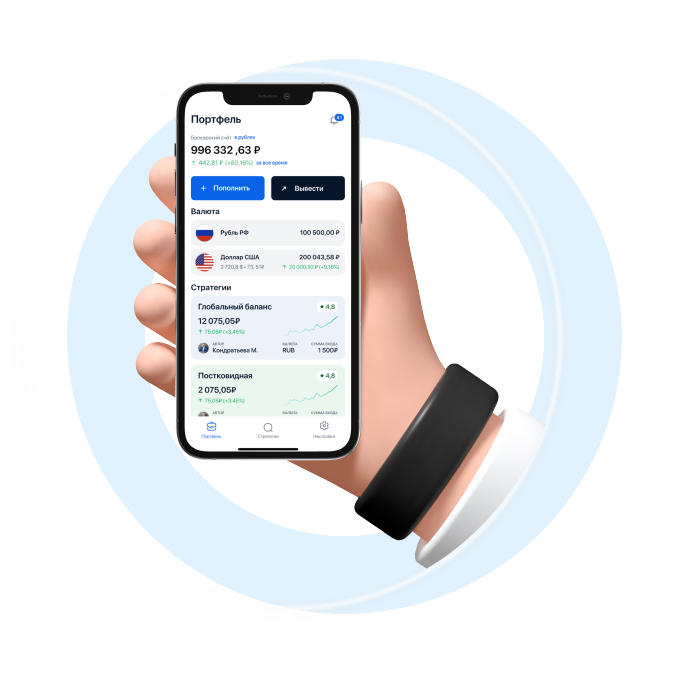 Портфель
41
Брокерский счёт в рублях
996 332 ,63 ₽
↑ 442,81 ₽ (+80,16%) за все время
+ Пополнить
↗ Вывести
Валюта
Рубль РФ 100 500,00 ₽
Доллар США 200 043,58 ₽
2 720,8 $ • 73, 51₽ ↑ 20 000,92 ₽ (+9,16%)
Стратегии
Глобальный баланс ★ 4,8
12 075,05₽
↑ 75,05₽ (+3,45%)
АВТОР ВАЛЮТА СУММА ВХОДА
Кондратьева М. RUB 1 500₽
Постковидная ★ 4,8
2 075,05₽
↑ 75,05₽ (+3,45%)
АВТОР ВАЛЮТА СУММА ВХОДА
Портфель Стратегии Настройки